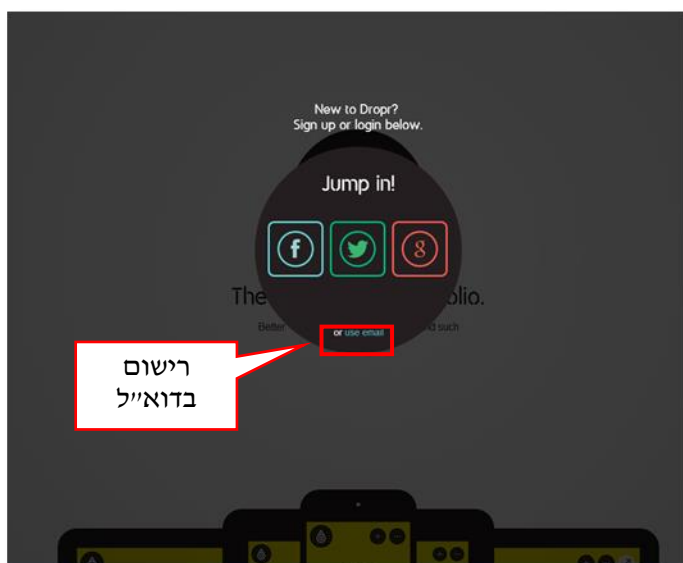 New to Dropr?
Sign up or login below.
Jump in!
f
g
The
olio.
Better
d such
or use email
רישום
בדוא״ל